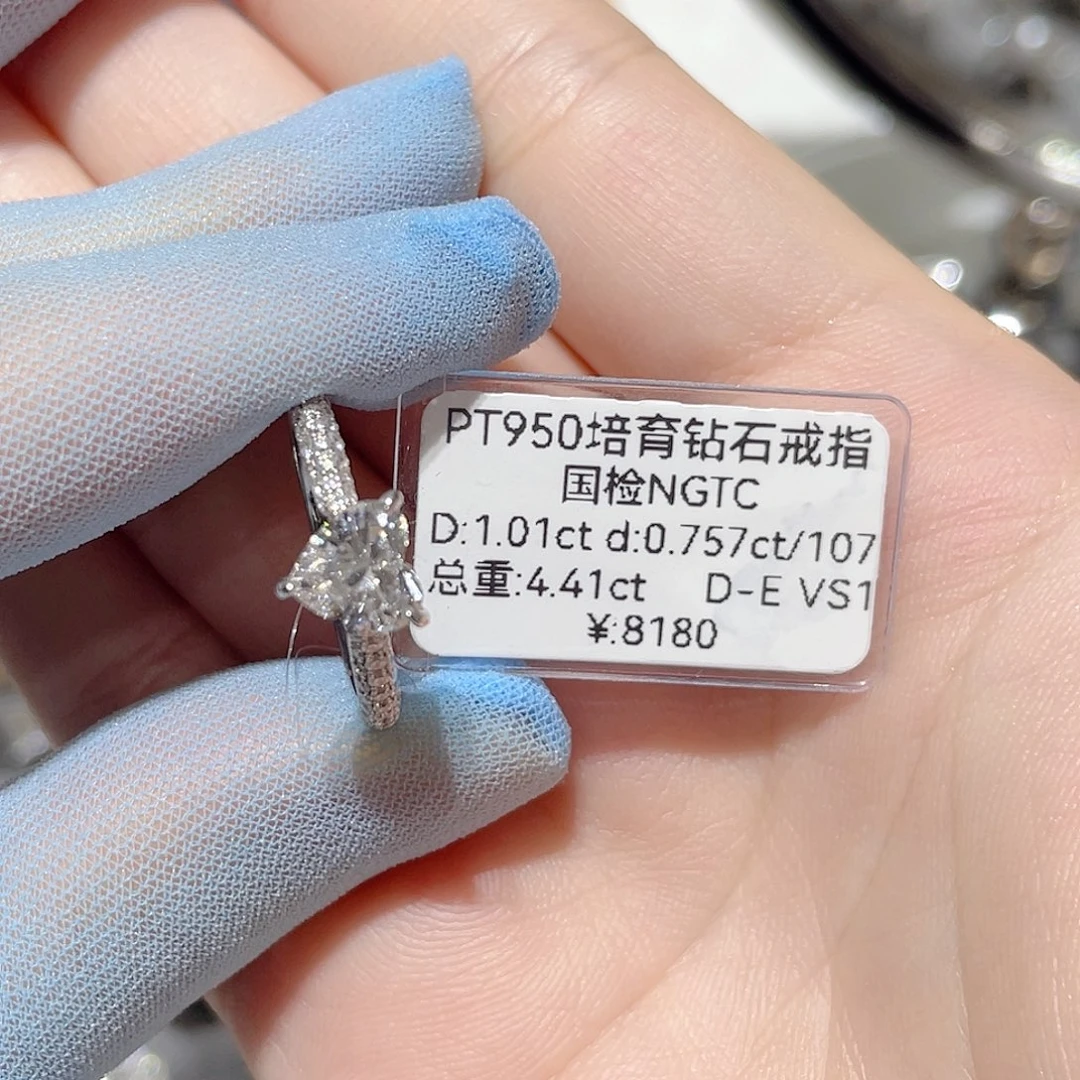 PT950培育钻石戒指
国检NGTC
D:1.01ct d:0.757ct/107
总重:4.41ct D-E VS1
¥:8180